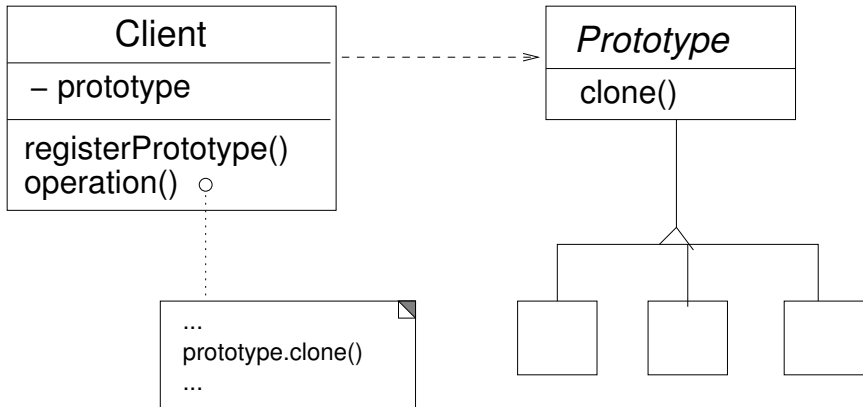 Client
– prototype
registerPrototype()
operation()
Prototype
clone()
...
prototype.clone()
...